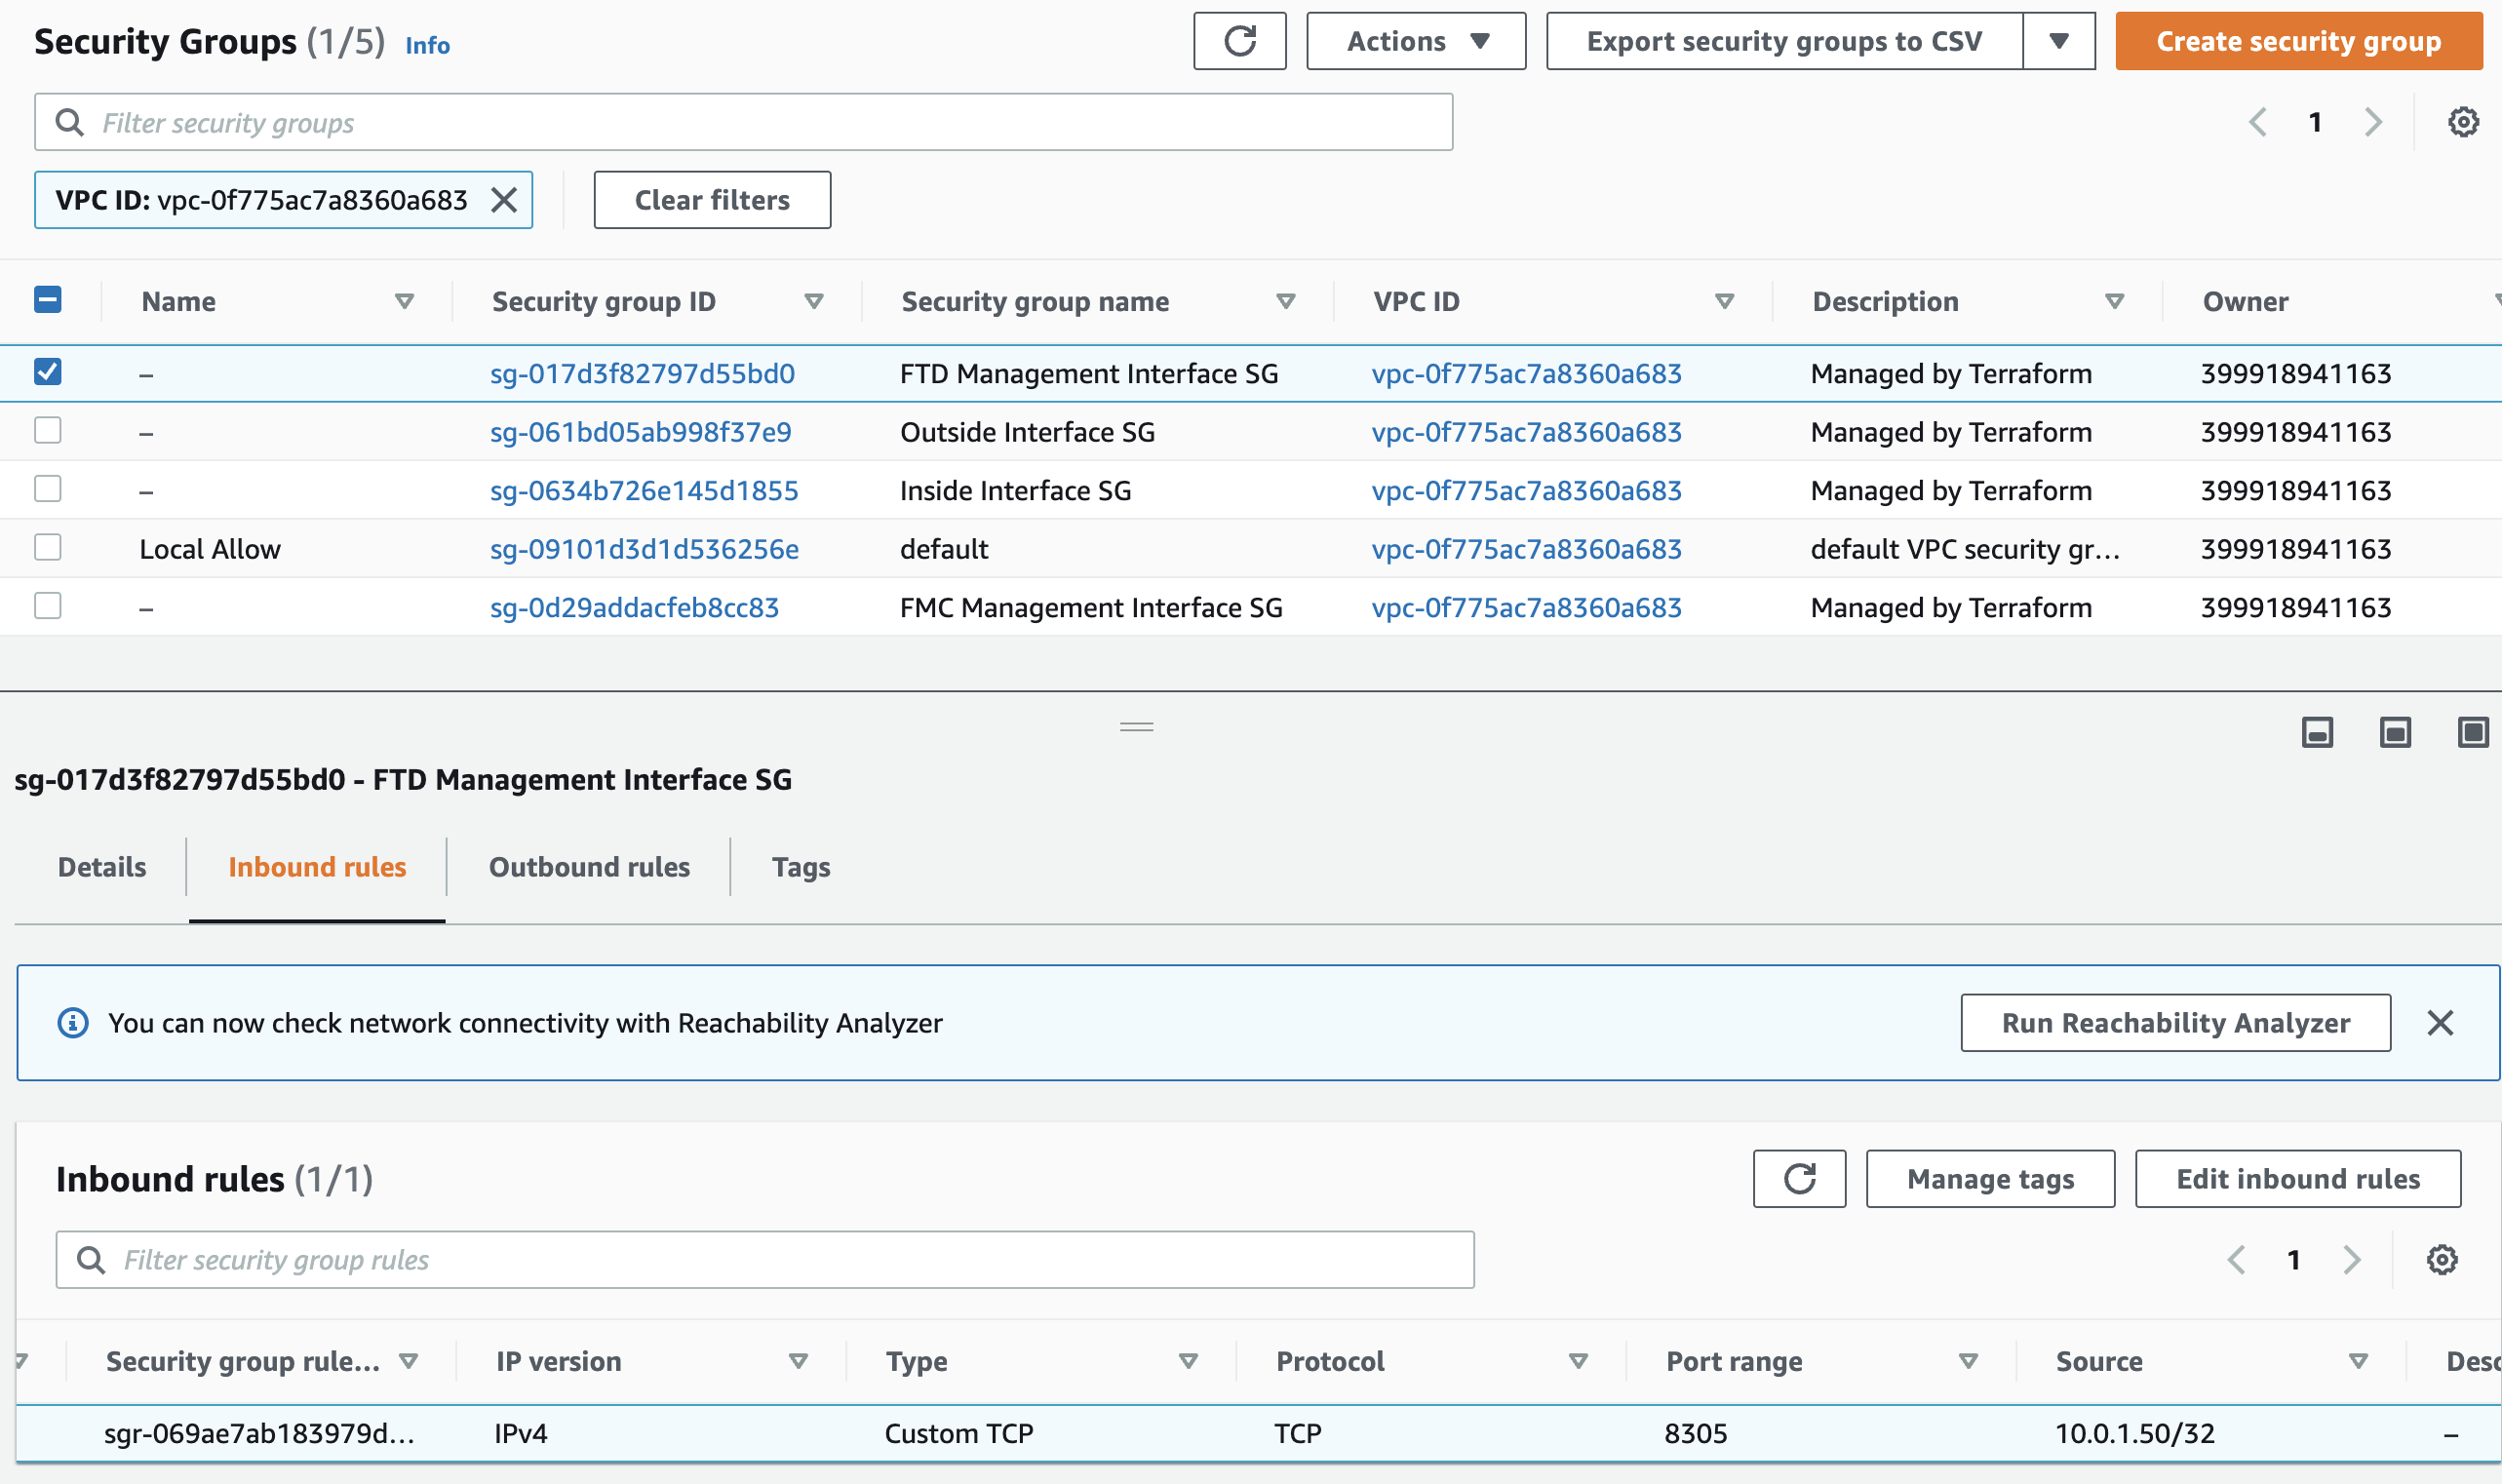 Security Groups (1/5) Info
Actions
Export security groups to CSV
Create security group
Filter security groups
1
VPC ID: vpc-0f775ac7a8360a683
Clear filters
Name Security group ID Security group name VPC ID Description Owner
– sg-017d3f82797d55bd0 FTD Management Interface SG vpc-0f775ac7a8360a683 Managed by Terraform 399918941163
– sg-061bd05ab998f37e9 Outside Interface SG vpc-0f775ac7a8360a683 Managed by Terraform 399918941163
– sg-0634b726e145d1855 Inside Interface SG vpc-0f775ac7a8360a683 Managed by Terraform 399918941163
Local Allow sg-09101d3d1d536256e default vpc-0f775ac7a8360a683 default VPC security gr... 399918941163
– sg-0d29addacfeb8cc83 FMC Management Interface SG vpc-0f775ac7a8360a683 Managed by Terraform 399918941163
sg-017d3f82797d55bd0 - FTD Management Interface SG
Details Inbound rules Outbound rules Tags
You can now check network connectivity with Reachability Analyzer
Run Reachability Analyzer
Inbound rules (1/1)
Manage tags
Edit inbound rules
Filter security group rules
1
Security group rule... IP version Type Protocol Port range Source Desc
sgr-069ae7ab183979d... IPv4 Custom TCP TCP 8305 10.0.1.50/32 –